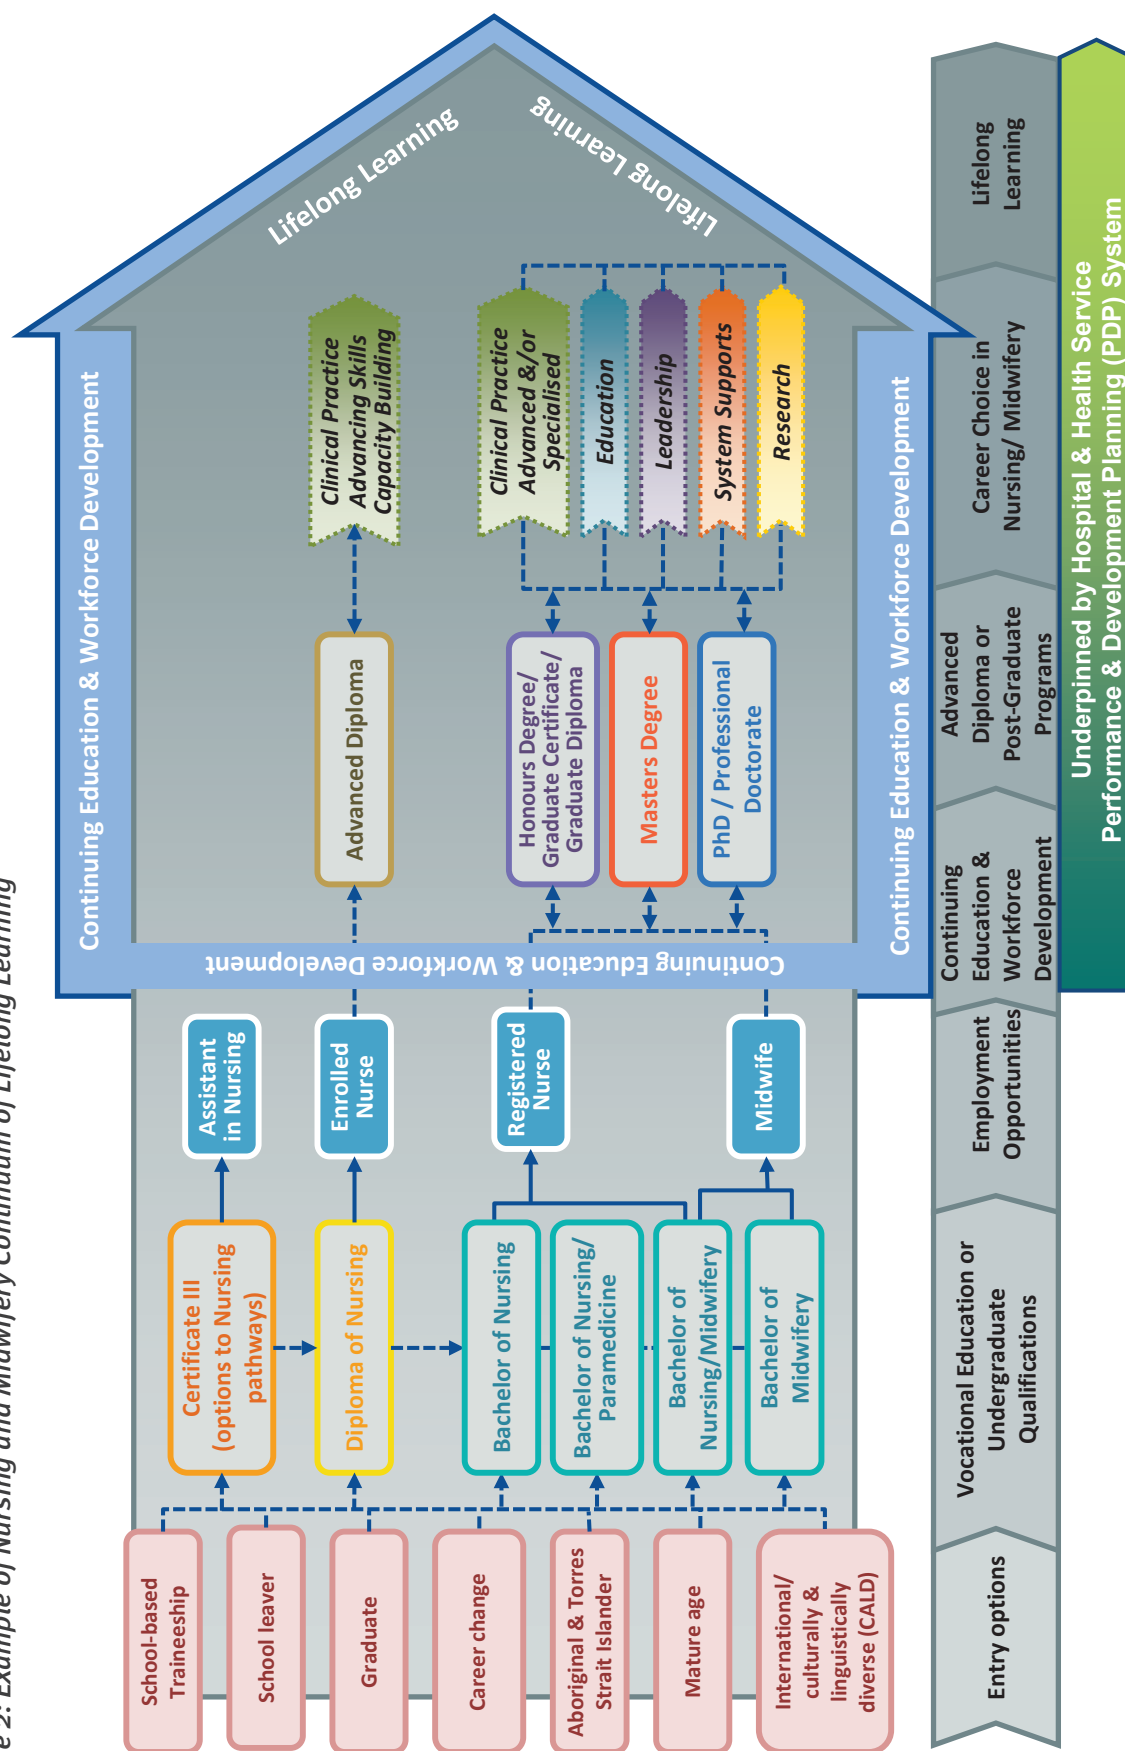 e 2: Example of Nursing and Midwifery Continuum of Lifelong Learning
School-based
Traineeship
School leaver
Graduate
Career change
Aboriginal & Torres
Strait Islander
Mature age
International/
culturally &
linguistically
diverse (CALD)
Certificate III
(options to Nursing
pathways)
Diploma of Nursing
Bachelor of Nursing
Bachelor of Nursing/
Paramedicine
Bachelor of
Nursing/Midwifery
Bachelor of
Midwifery
Assistant
in Nursing
Enrolled
Nurse
Registered
Nurse
Midwife
Continuing Education & Workforce Development
Continuing Education & Workforce Development
Continuing Education & Workforce Development
Advanced Diploma
Honours Degree/
Graduate Certificate/
Graduate Diploma
Masters Degree
PhD / Professional
Doctorate
Clinical Practice
Advancing Skills
Capacity Building
Clinical Practice
Advanced &/or
Specialised
Education
Leadership
System Supports
Research
Lifelong Learning
Lifelong Learning
Entry options
Vocational Education or
Undergraduate
Qualifications
Employment
Opportunities
Continuing
Education &
Workforce
Development
Advanced
Diploma or
Post-Graduate
Programs
Career Choice in
Nursing/ Midwifery
Lifelong
Learning
Underpinned by Hospital & Health Service
Performance & Development Planning (PDP) System